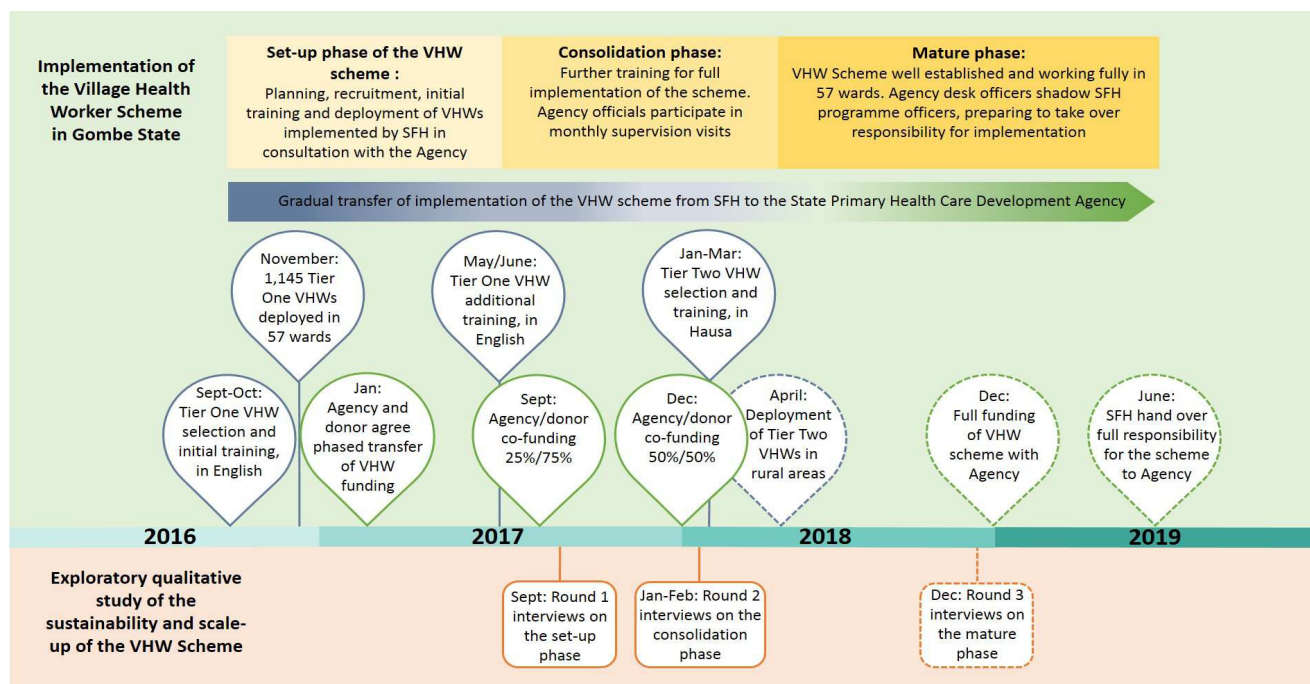 Implementation of
the Village Health
Worker Scheme
in Gombe State
Set-up phase of the VHW
scheme :
Planning, recruitment, initial
training and deployment of VHWs
implemented by SFH in
consultation with the Agency
Consolidation phase:
Further training for full
implementation of the scheme.
Agency officials participate in
monthly supervision visits
Mature phase:
VHW Scheme well established and working fully in
57 wards. Agency desk officers shadow SFH
programme officers, preparing to take over
responsibility for implementation
Gradual transfer of implementation of the VHW scheme from SFH to the State Primary Health Care Development Agency
November:
1,145 Tier
One VHWs
deployed in
57 wards
May/June:
Tier One VHW
additional
training, in
English
Jan-Mar:
Tier Two VHW
selection and
training, in
Hausa
Sept-Oct:
Tier One VHW
selection and
initial training,
in English
Jan:
Agency and
donor agree
phased transfer
of VHW
funding
Sept:
Agency/donor
co-funding
25%/75%
Dec:
Agency/donor
co-funding
50%/50%
April:
Deployment
of Tier Two
VHWs in
rural areas
Dec:
Full funding
of VHW
scheme with
Agency
June:
SFH hand over
full responsibility
for the scheme
to Agency
2016
2017
2018
2019
Exploratory qualitative
study of the
sustainability and scale-
up of the VHW Scheme
Sept: Round 1
interviews on
the set-up
phase
Jan-Feb: Round 2
interviews on the
consolidation
phase
Dec: Round 3
interviews on
the mature
phase